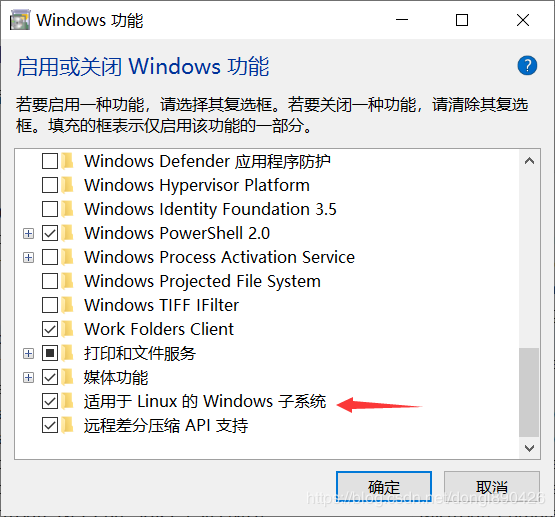 Windows 功能
启用或关闭 Windows 功能
?
若要启用一种功能，请选择其复选框。若要关闭一种功能，请清除其复选
框。填充的框表示仅启用该功能的一部分。
Windows Defender 应用程序防护
Windows Hypervisor Platform
Windows Identity Foundation 3.5
Windows PowerShell 2.0
Windows Process Activation Service
Windows Projected File System
Windows TIFF IFilter
Work Folders Client
打印和文件服务
媒体功能
适用于 Linux 的 Windows 子系统
远程差分压缩 API 支持
确定 取消